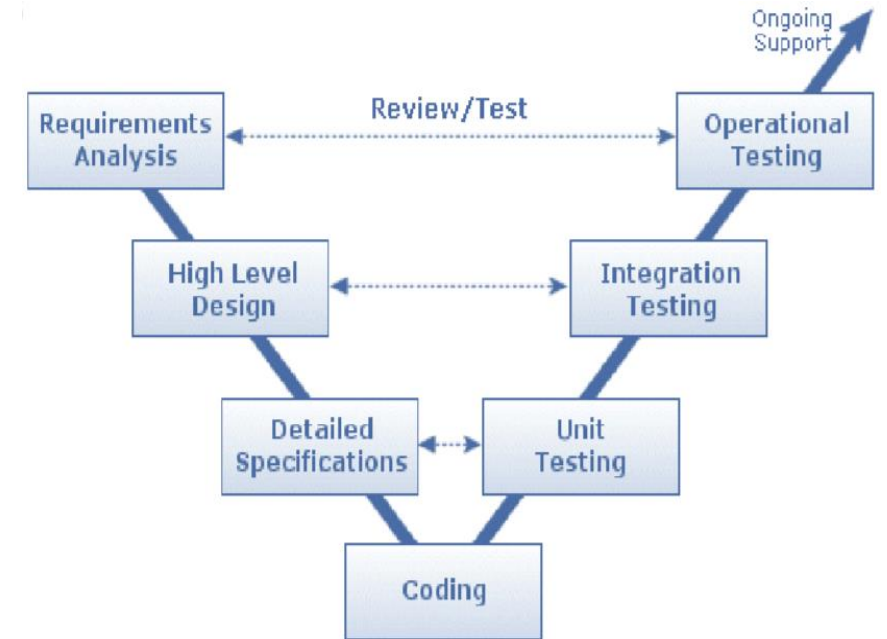 Ongoing
Support
Review/Test
Requirements
Analysis
Operational
Testing
High Level
Design
Integration
Testing
Detailed
Specifications
Unit
Testing
Coding